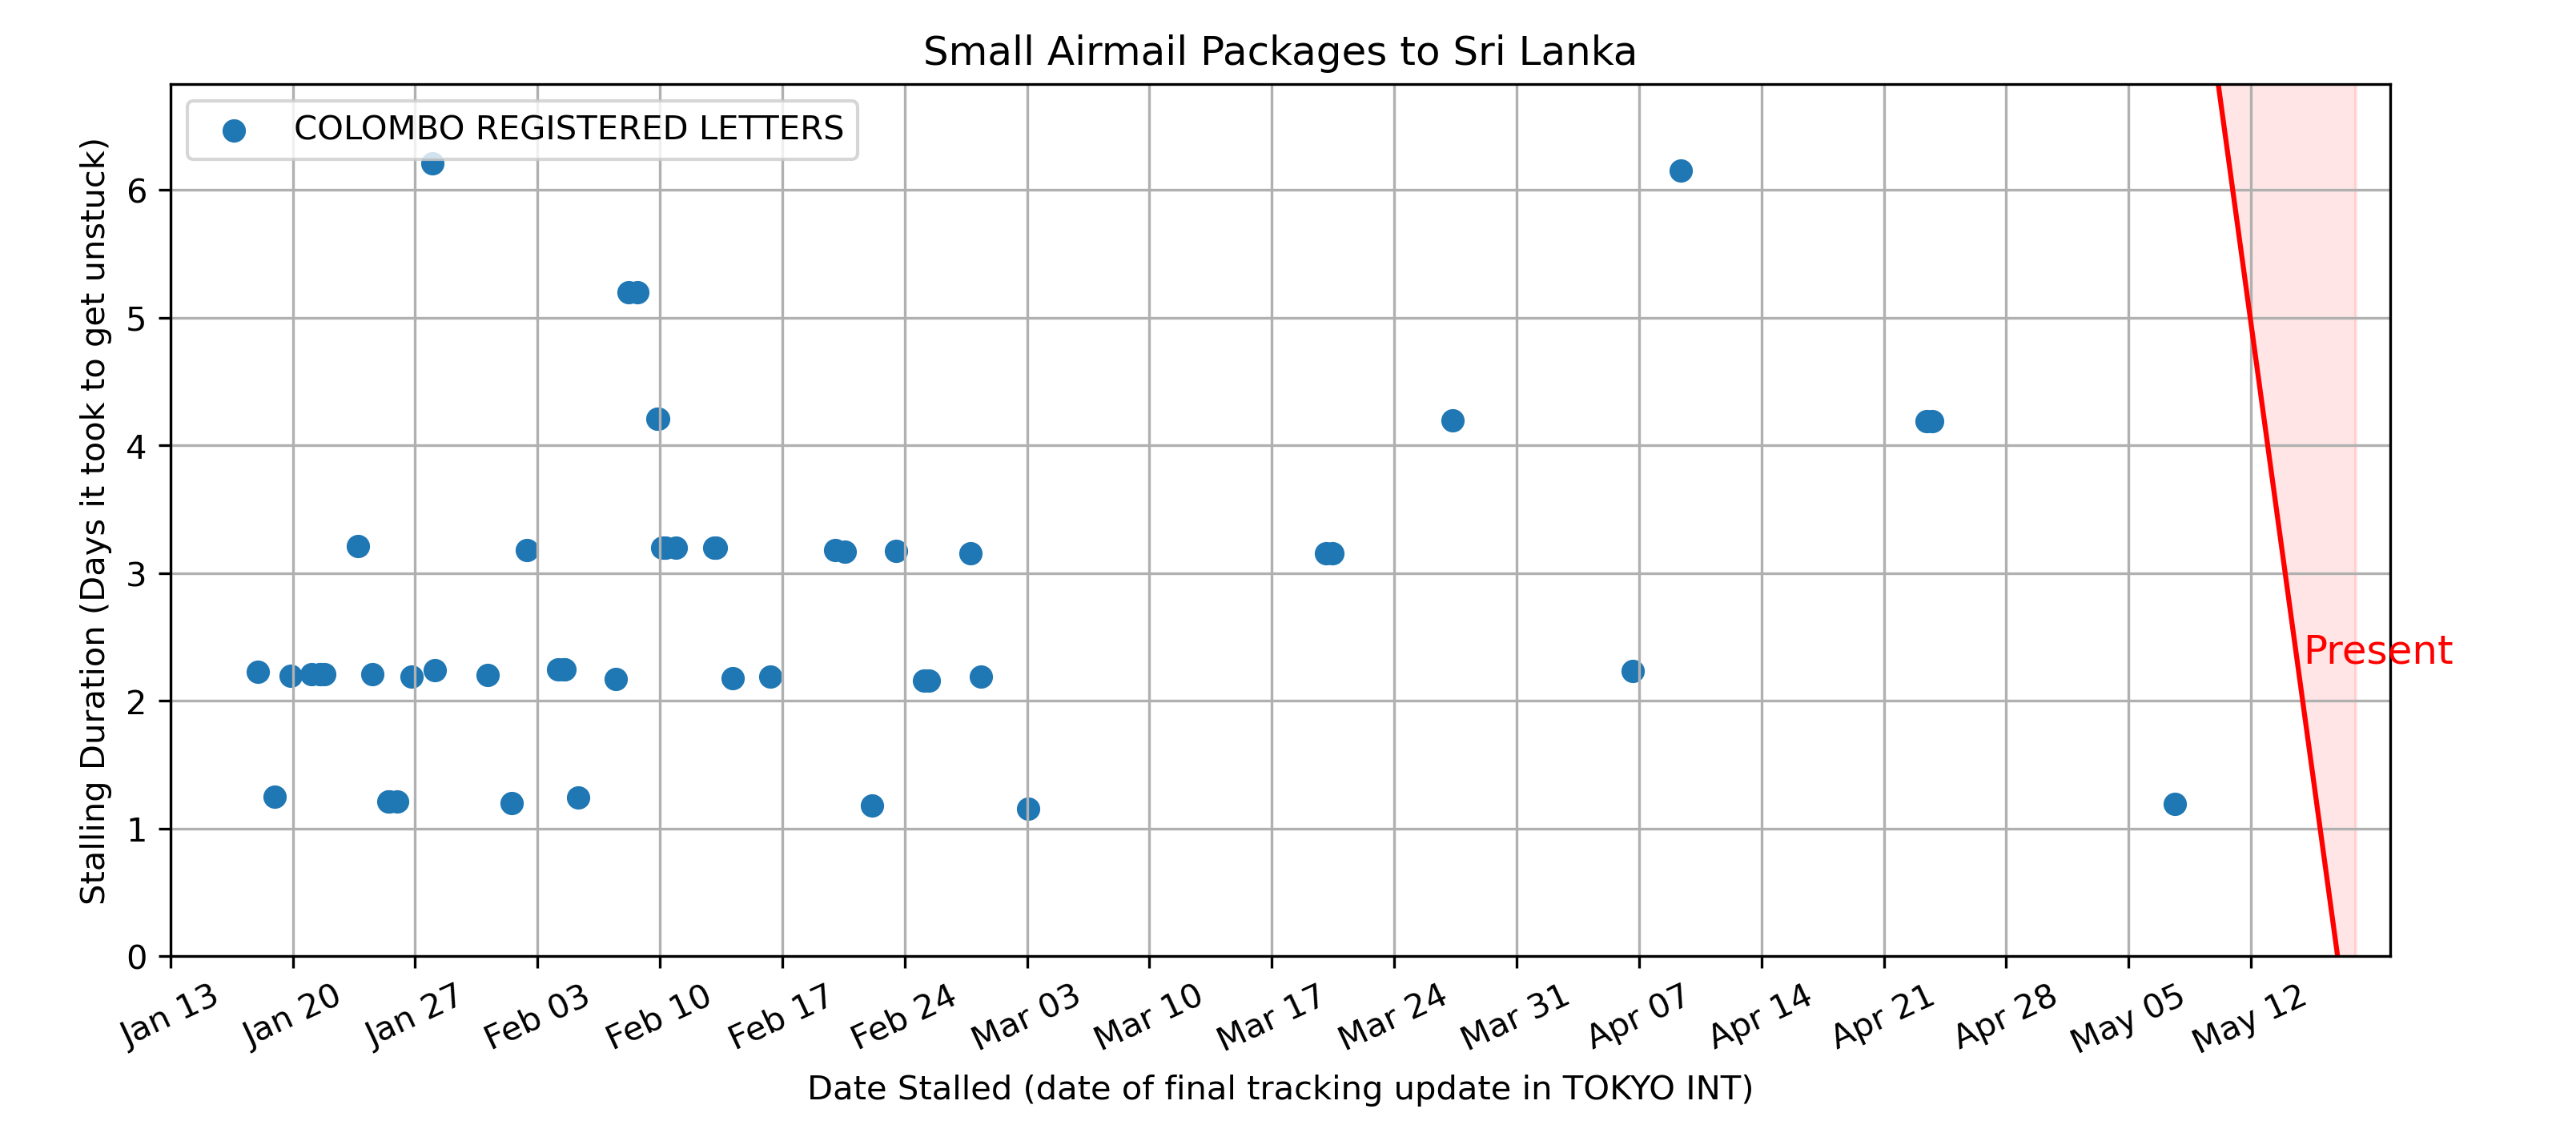 Small Airmail Packages to Sri Lanka
COLOMBO REGISTERED LETTERS
Stalling Duration (Days it took to get unstuck)
6
5
4
3
2
1
0
Present
Jan 13
Jan 20
Jan 27
Feb 03
Feb 10
Feb 17
Feb 24
Mar 03
Mar 10
Mar 17
Mar 24
Mar 31
Apr 07
Apr 14
Apr 21
Apr 28
May 05
May 12
Date Stalled (date of final tracking update in TOKYO INT)